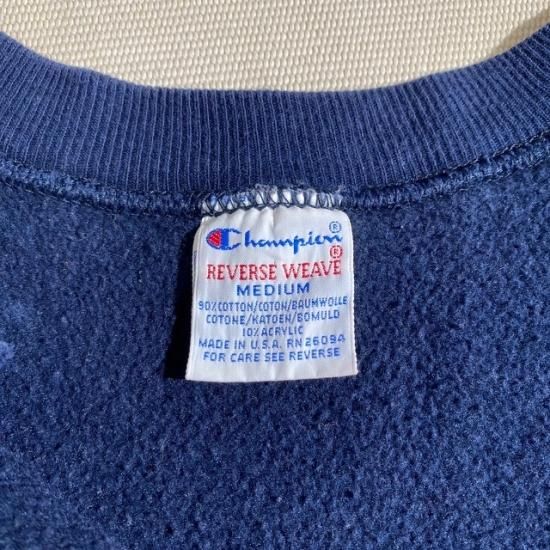 Champion®
REVERSE WEAVE®
MEDIUM
90%COTTON/COTON/BAUMWOLLE
COTONE/KATOEN/BOMULD
10% ACRYLIC
MADE IN U.S.A. RN 26094
FOR CARE SEE REVERSE